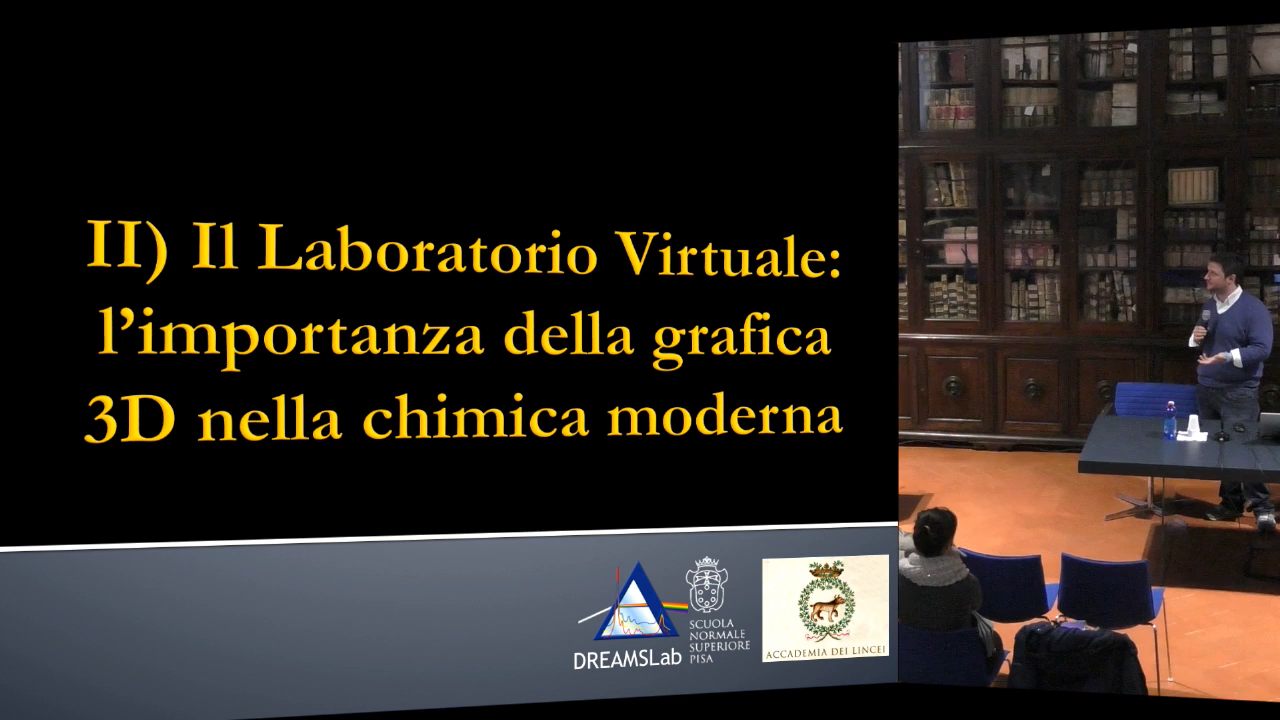 II) Il Laboratorio Virtuale:
l’importanza della grafica
3D nella chimica moderna
DREAMSLab
SCUOLA
NORMALE
SUPERIORE
PISA
ACCADEMIA DEI LINCEI